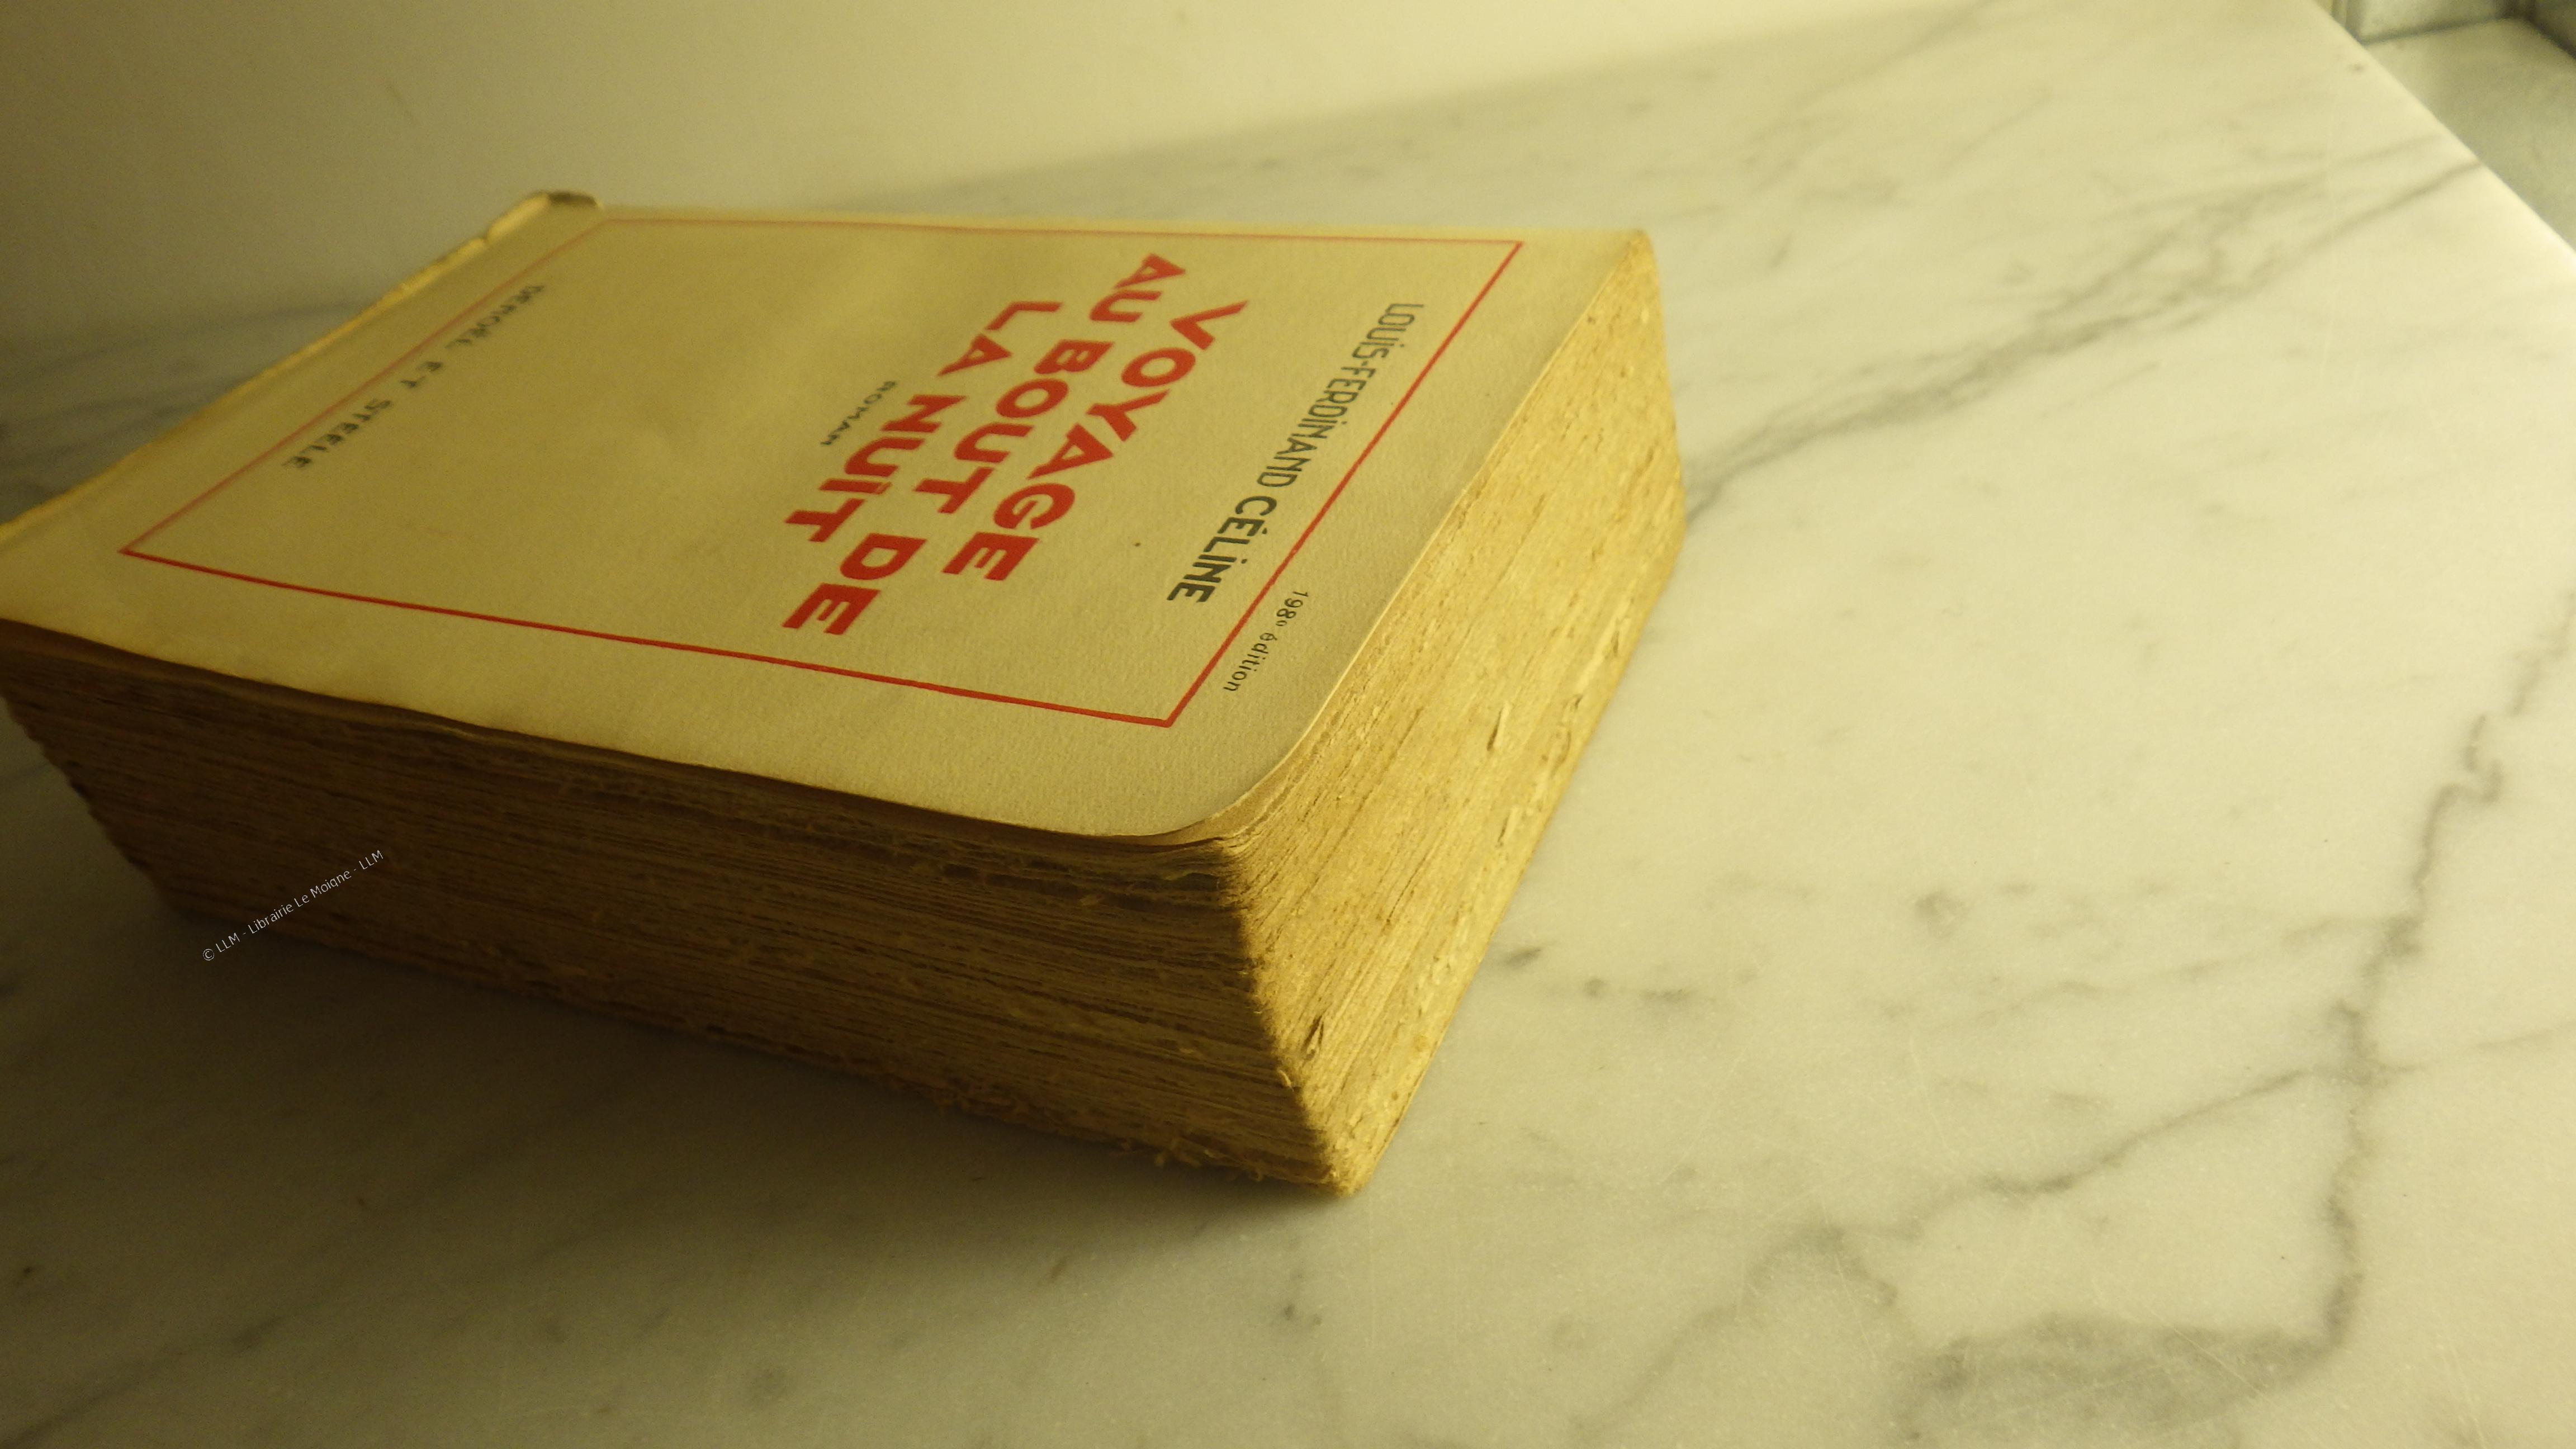 198e édition
LOUIS-FERDINAND CÉLINE
VOYAGE
AU BOUT DE
LA NUIT
ROMAN
DENOËL ET STEELE
© LLM - Librairie Le Moigne - LLM